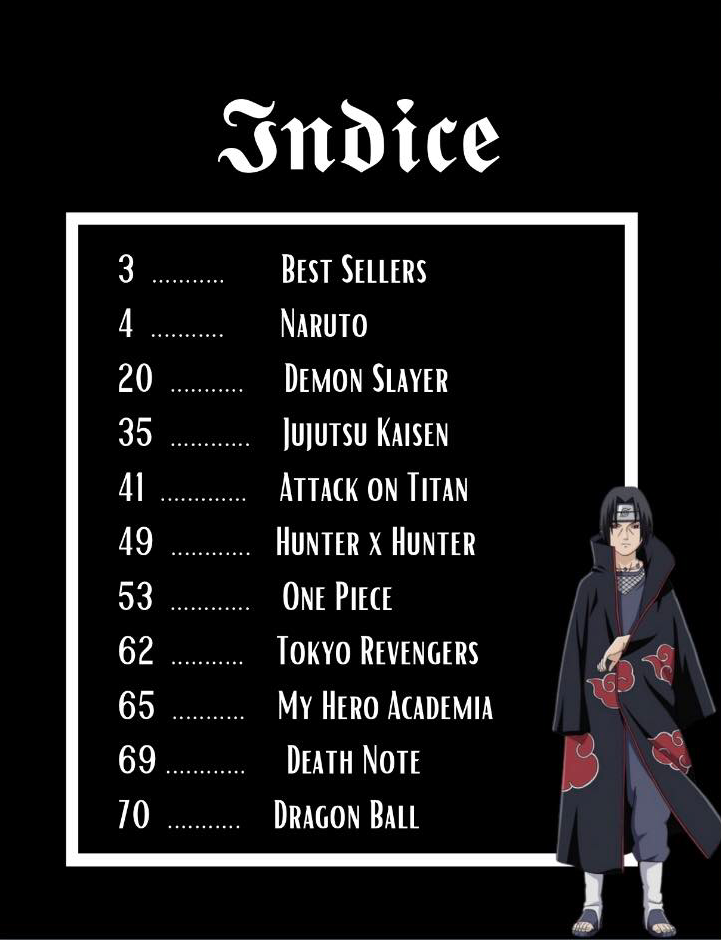 Indice
3 ........... Best Sellers
4 ........... Naruto
20 ........... Demon Slayer
35 ............ Jujutsu Kaisen
41 ............. Attack on Titan
49 ............ Hunter x Hunter
53 ............ One Piece
62 ........... Tokyo Revengers
65 ........... My Hero Academia
69 ............ Death Note
70 ........... Dragon Ball